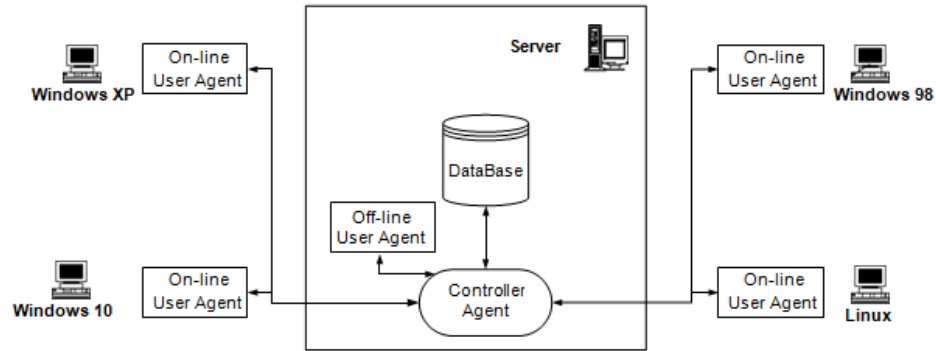 Server
On-line
User Agent
Windows XP
On-line
User Agent
Windows 98
DataBase
Off-line
User Agent
On-line
User Agent
Windows 10
Controller
Agent
On-line
User Agent
Linux